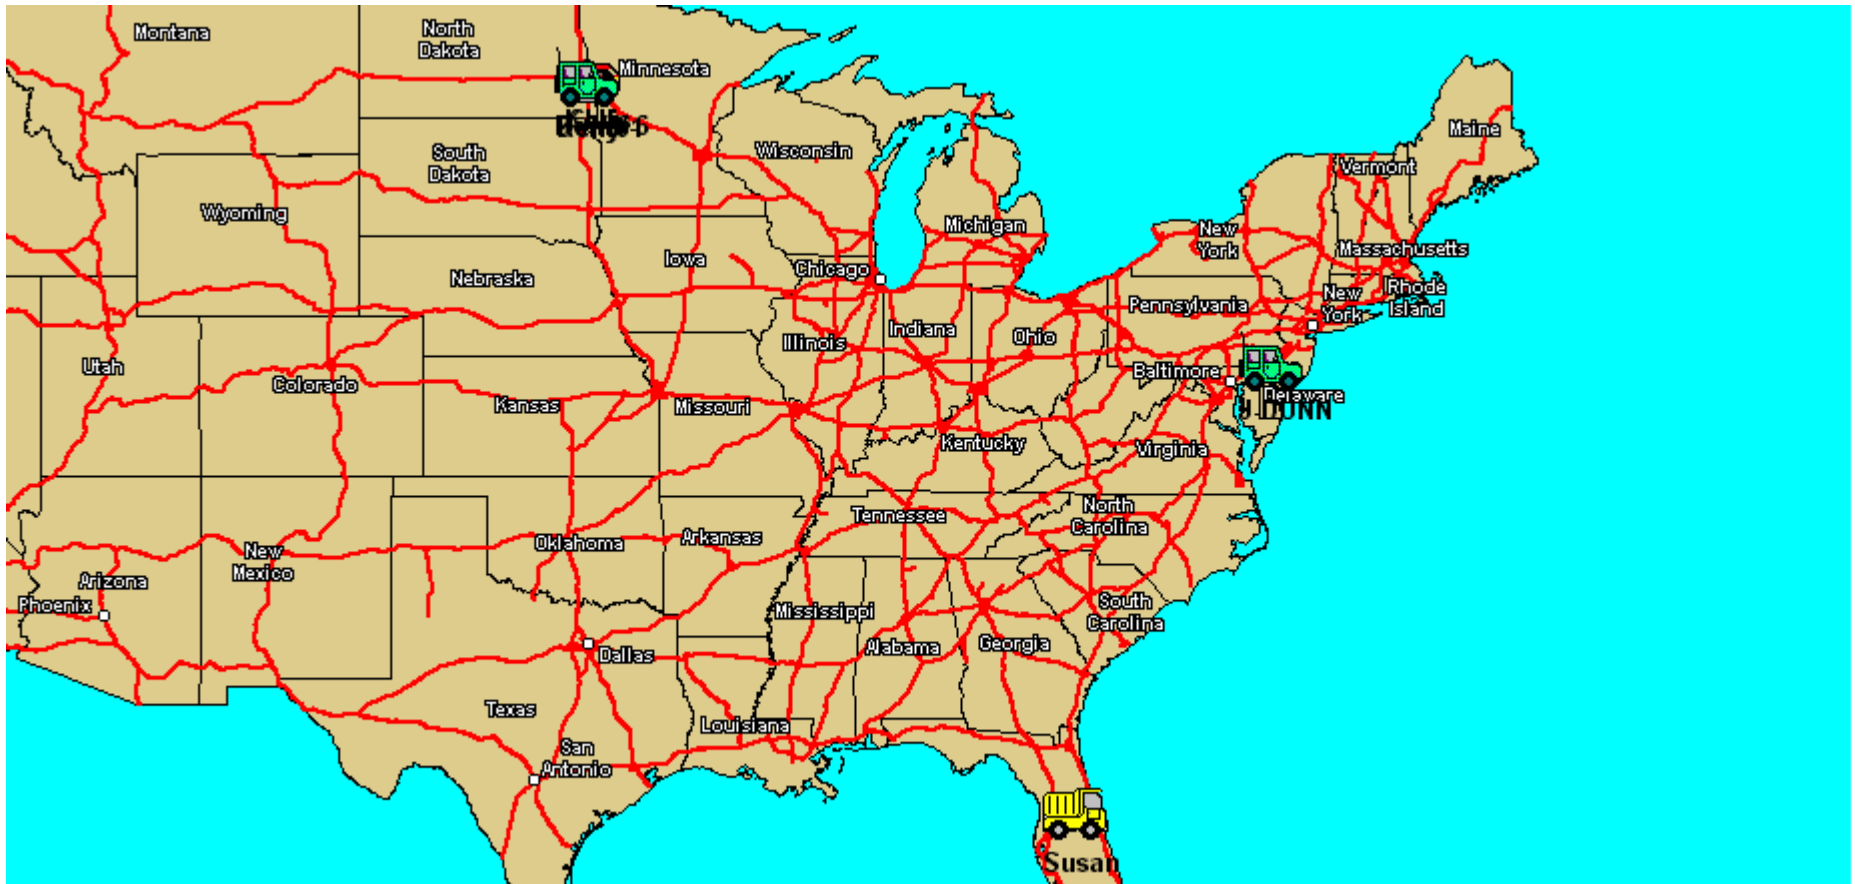 Montana
North
Dakota
Minnesota
Maine
Wisconsin
South
Dakota
Vermont
Wyoming
Michigan
New
York
Massachusetts
Iowa
Chicago
Nebraska
Rhode
Island
New
York
Pennsylvania
Indiana
Ohio
Illinois
Utah
Colorado
Baltimore
Delaware
Kansas
Missouri
DUNN
Kentucky
Virginia
North
Carolina
Tennessee
Arkansas
Oklahoma
New
Mexico
Arizona
Phoenix
South
Carolina
Mississippi
Georgia
Alabama
Dallas
Texas
Louisiana
San
Antonio
Susan